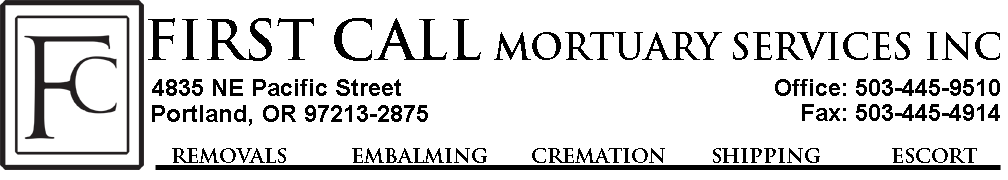 FC
FIRST CALL MORTUARY SERVICES INC
4835 NE Pacific Street Office: 503-445-9510
Portland, OR 97213-2875 Fax: 503-445-4914
REMOVALS EMBALMING CREMATION SHIPPING ESCORT